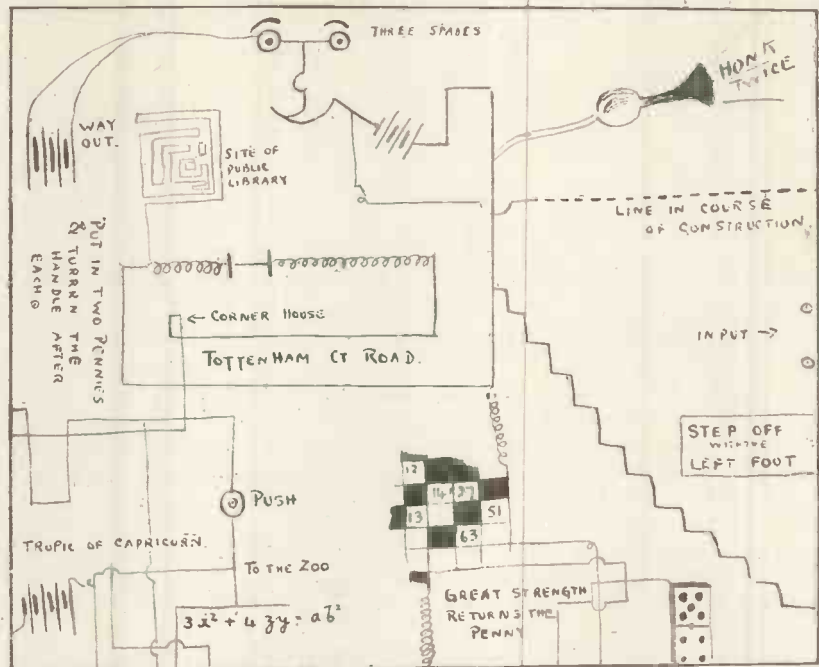 THREE SPADES
HONK
TWICE
WAY
OUT.
SITE OF
PUBLIC
LIBRARY
LINE IN COURSE
OF CONSTRUCTION.
PUT IN TWO PENNIES
& TURRN THE
HANDLE AFTER
EACH
← CORNER HOUSE
TOTTENHAM CT ROAD.
INPUT →
STEP OFF
WITH THE
LEFT FOOT
12
14
27
13
51
63
PUSH
TROPIC OF CAPRICORN.
TO THE ZOO
GREAT STRENGTH
RETURNS THE
PENNY
3x² + 4zy = ab²